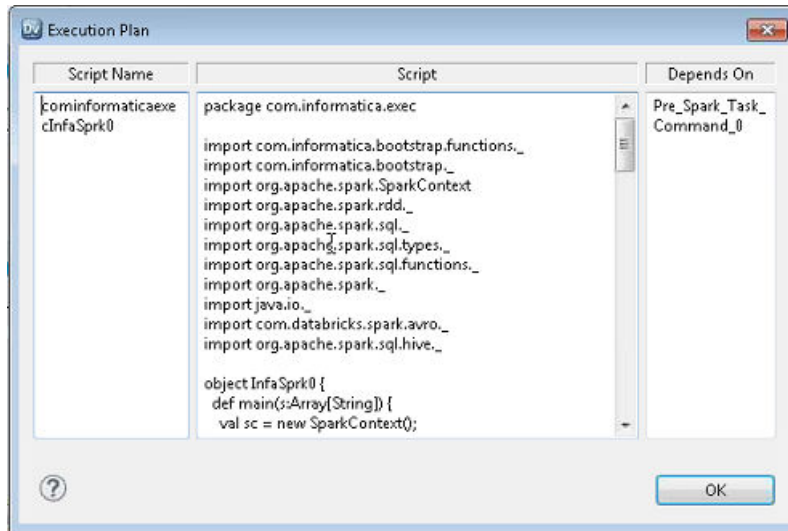 DV Execution Plan
Script Name
Script
Depends On
cominformaticaexe
cInfaSprk0
package com.informatica.exec
import com.informatica.bootstrap.functions._
import com.informatica.bootstrap._
import org.apache.spark.SparkContext
import org.apache.spark.rdd._
import org.apache.spark.sql._
import org.apache.spark.sql.types._
import org.apache.spark.sql.functions._
import org.apache.spark._
import java.io._
import com.databricks.spark.avro._
import org.apache.spark.sql.hive._
object InfaSprk0 {
def main(s:Array[String]) {
val sc = new SparkContext();
Pre_Spark_Task_
Command_0
?
OK